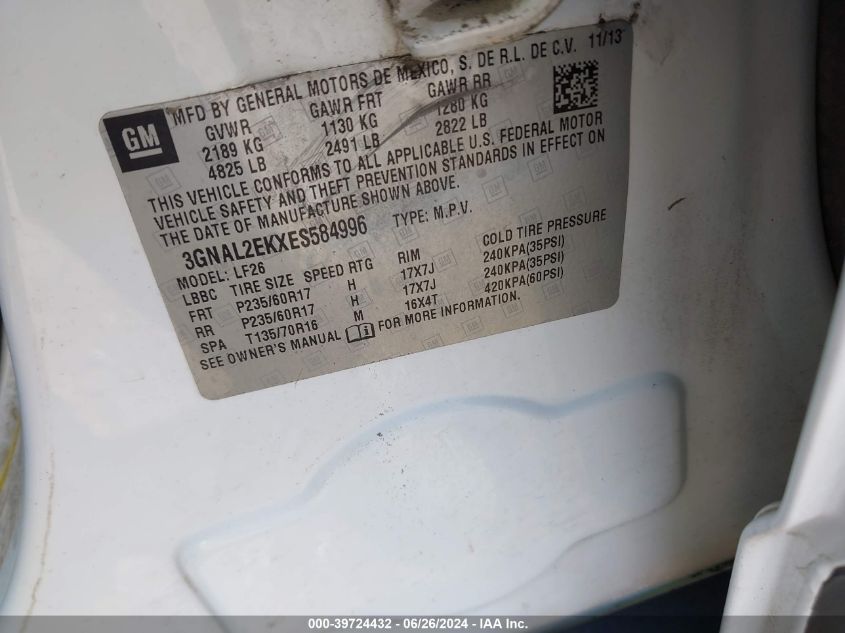 GM
MFD BY GENERAL MOTORS DE MEXICO, S. DE R.L. DE C.V. 11/13
GVWR GAWR FRT GAWR RR
2189 KG 1130 KG 1280 KG
4825 LB 2491 LB 2822 LB
THIS VEHICLE CONFORMS TO ALL APPLICABLE U.S. FEDERAL MOTOR
VEHICLE SAFETY AND THEFT PREVENTION STANDARDS IN EFFECT ON
THE DATE OF MANUFACTURE SHOWN ABOVE.
3GNAL2EKXES584996 TYPE: M.P.V.
MODEL: LF26
LBBC TIRE SIZE SPEED RTG RIM COLD TIRE PRESSURE
FRT P235/60R17 H 17X7J 240KPA(35PSI)
RR P235/60R17 H 17X7J 240KPA(35PSI)
SPA T135/70R16 M 16X4T 420KPA(60PSI)
SEE OWNER'S MANUAL FOR MORE INFORMATION.
000-39724432 - 06/26/2024 - IAA Inc.